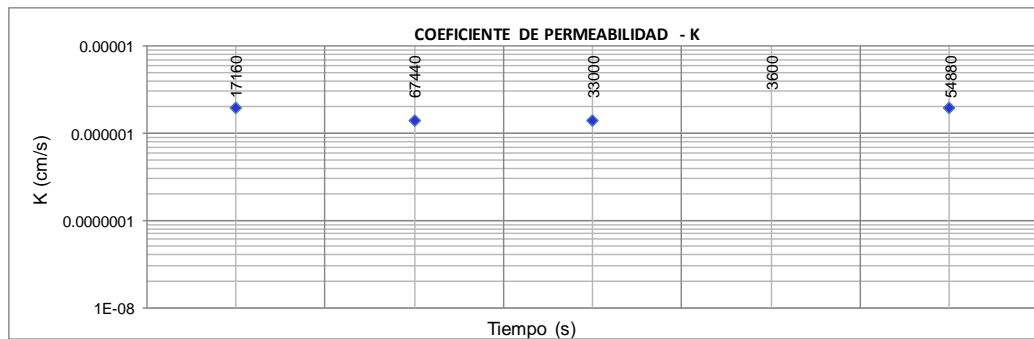 COEFICIENTE DE PERMEABILIDAD - K
0.00001
17160
67440
33000
3600
54880
0.000001
K (cm/s)
0.0000001
1E-08
Tiempo (s)